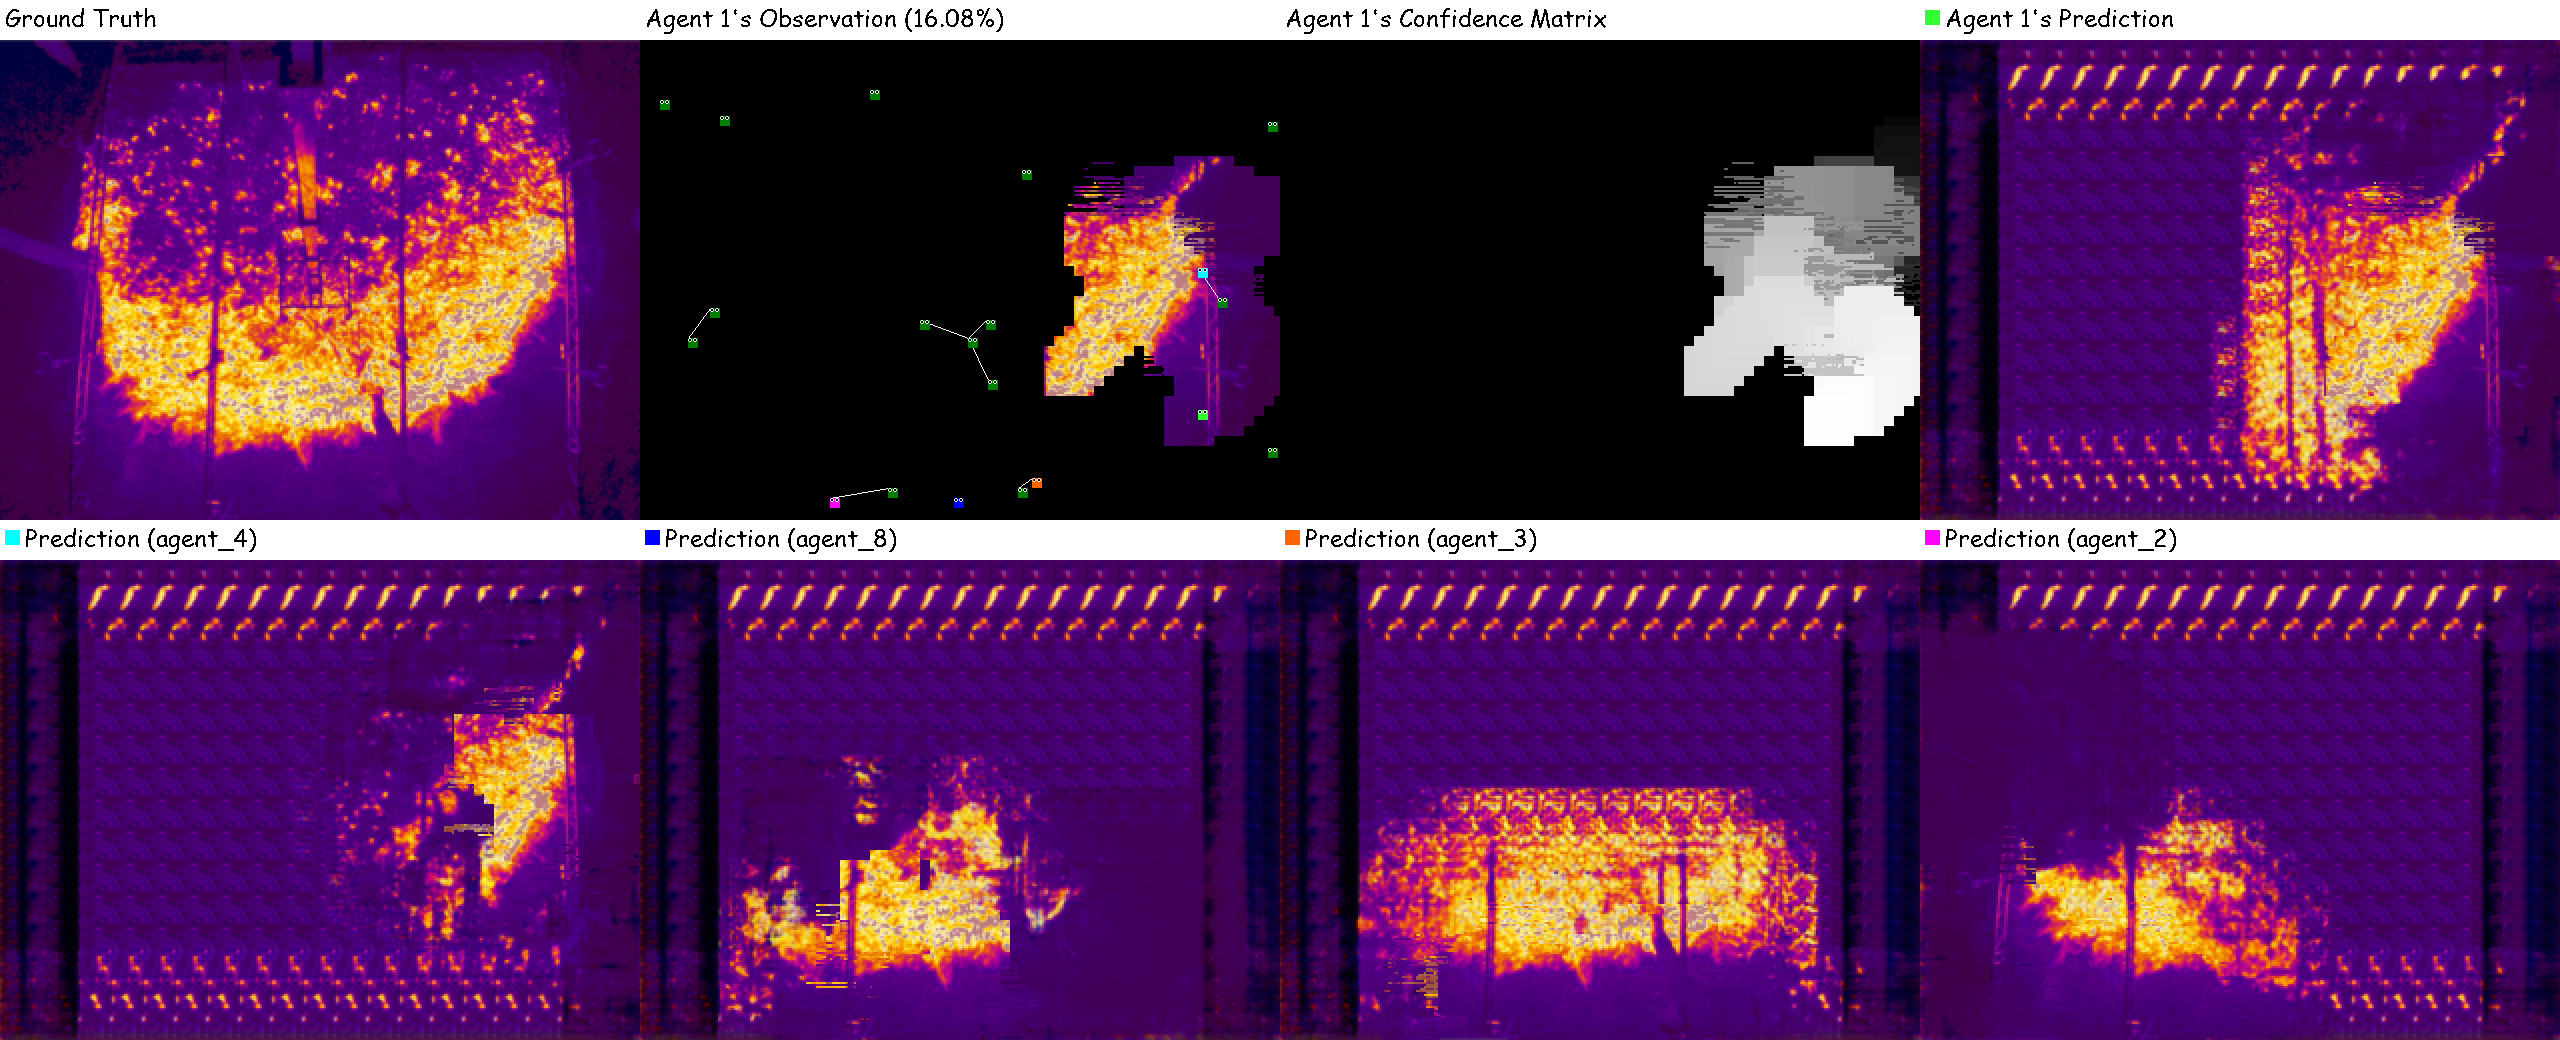 Ground Truth
Agent 1's Observation (16.08%)
Agent 1's Confidence Matrix
Agent 1's Prediction
Prediction (agent_4)
Prediction (agent_8)
Prediction (agent_3)
Prediction (agent_2)